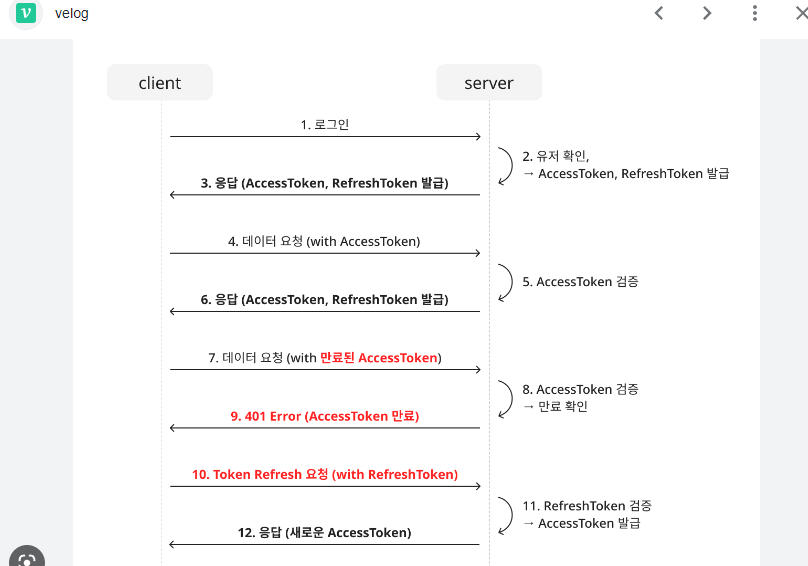 velog
client
server
1. 로그인
2. 유저 확인,
→ AccessToken, RefreshToken 발급
3. 응답 (AccessToken, RefreshToken 발급)
4. 데이터 요청 (with AccessToken)
5. AccessToken 검증
6. 응답 (AccessToken, RefreshToken 발급)
7. 데이터 요청 (with 만료된 AccessToken)
8. AccessToken 검증
→ 만료 확인
9. 401 Error (AccessToken 만료)
10. Token Refresh 요청 (with RefreshToken)
11. RefreshToken 검증
→ AccessToken 발급
12. 응답 (새로운 AccessToken)